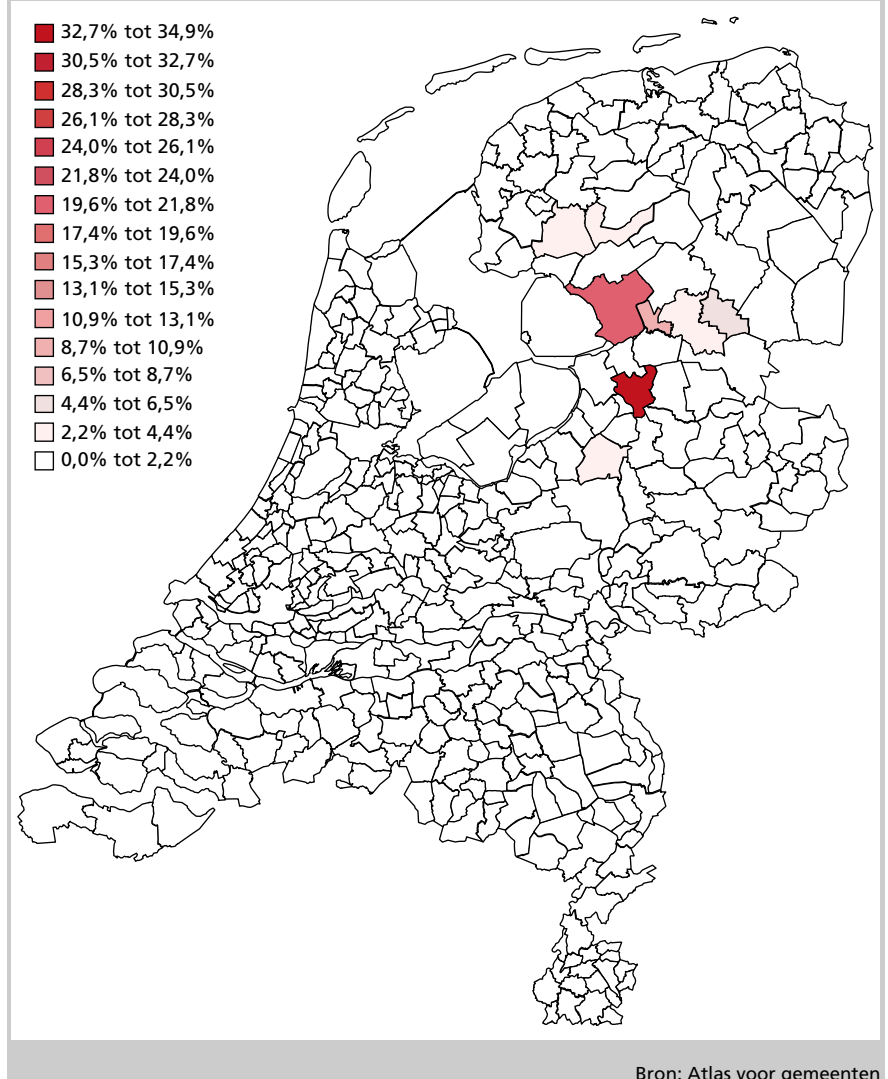 32,7% tot 34,9%
30,5% tot 32,7%
28,3% tot 30,5%
26,1% tot 28,3%
24,0% tot 26,1%
21,8% tot 24,0%
19,6% tot 21,8%
17,4% tot 19,6%
15,3% tot 17,4%
13,1% tot 15,3%
10,9% tot 13,1%
8,7% tot 10,9%
6,5% tot 8,7%
4,4% tot 6,5%
2,2% tot 4,4%
0,0% tot 2,2%
Bron: Atlas voor gemeenten